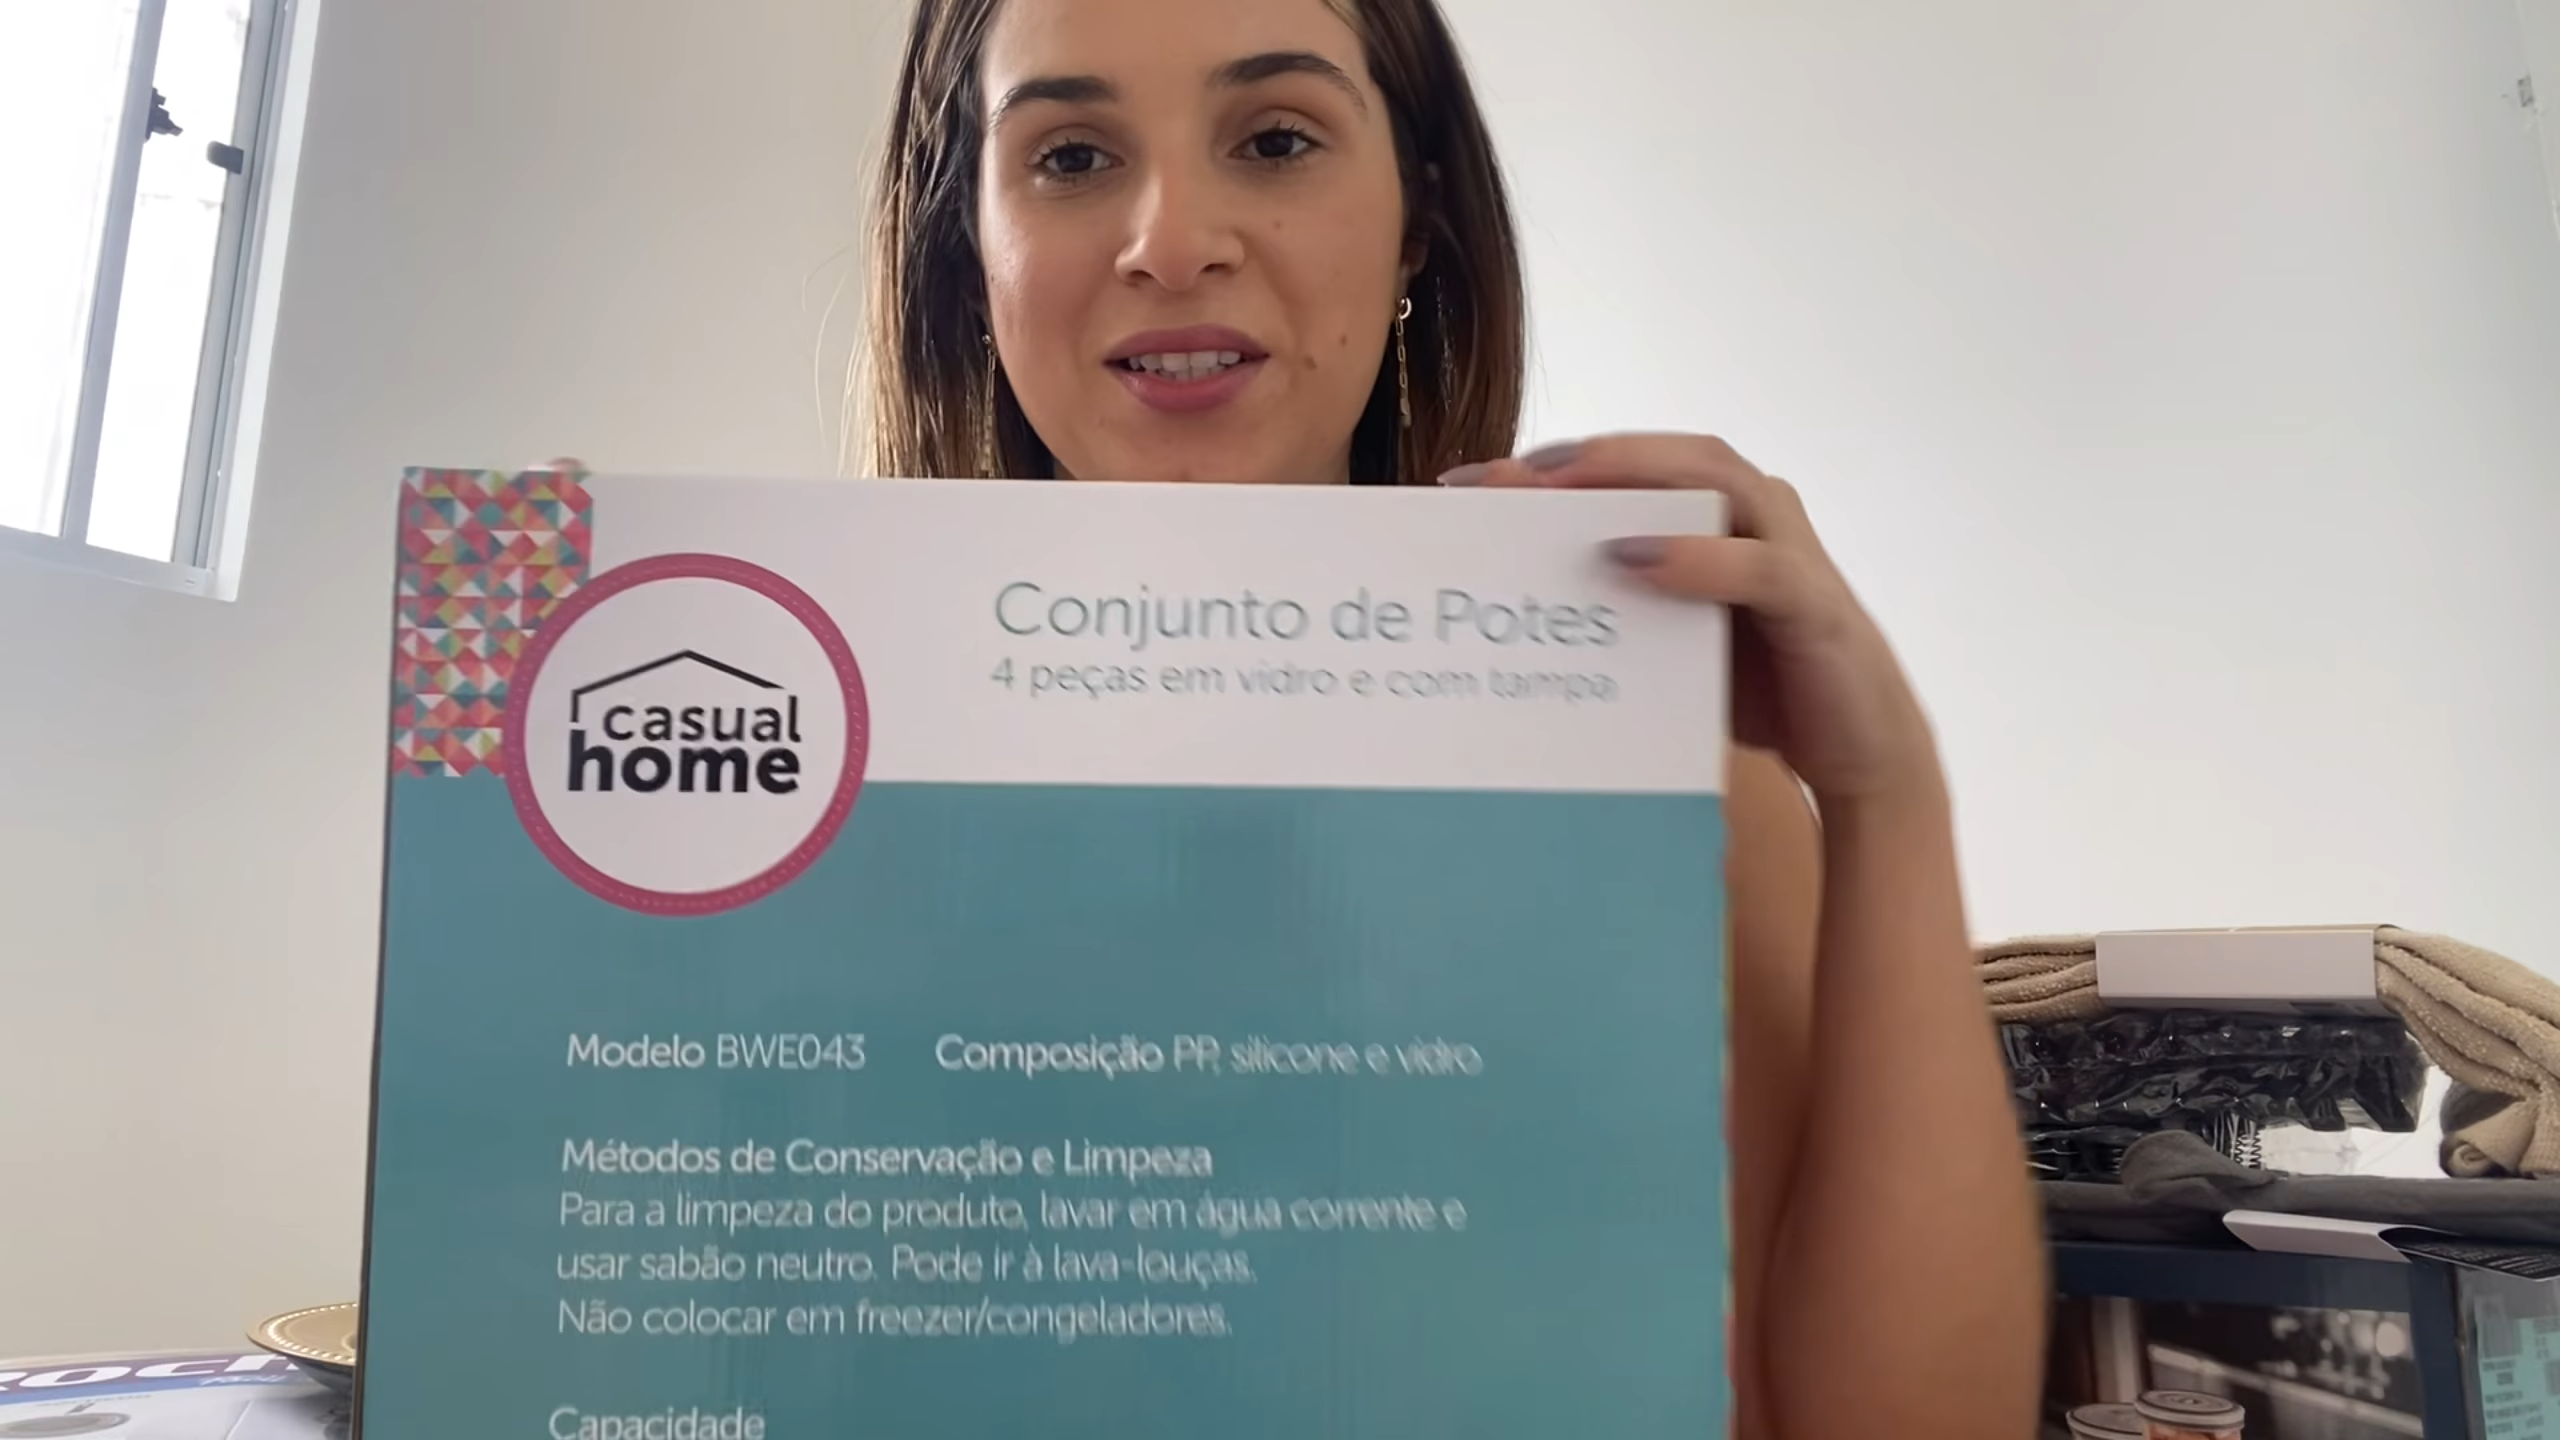 casual
home
Conjunto de Potes
4 peças em vidro e com tampa
Modelo BWE043 Composição PP, silicone e vidro
Métodos de Conservação e Limpeza
Para a limpeza do produto, lavar em água corrente e
usar sabão neutro. Pode ir à lava-louças.
Não colocar em freezer/congeladores.
Capacidade